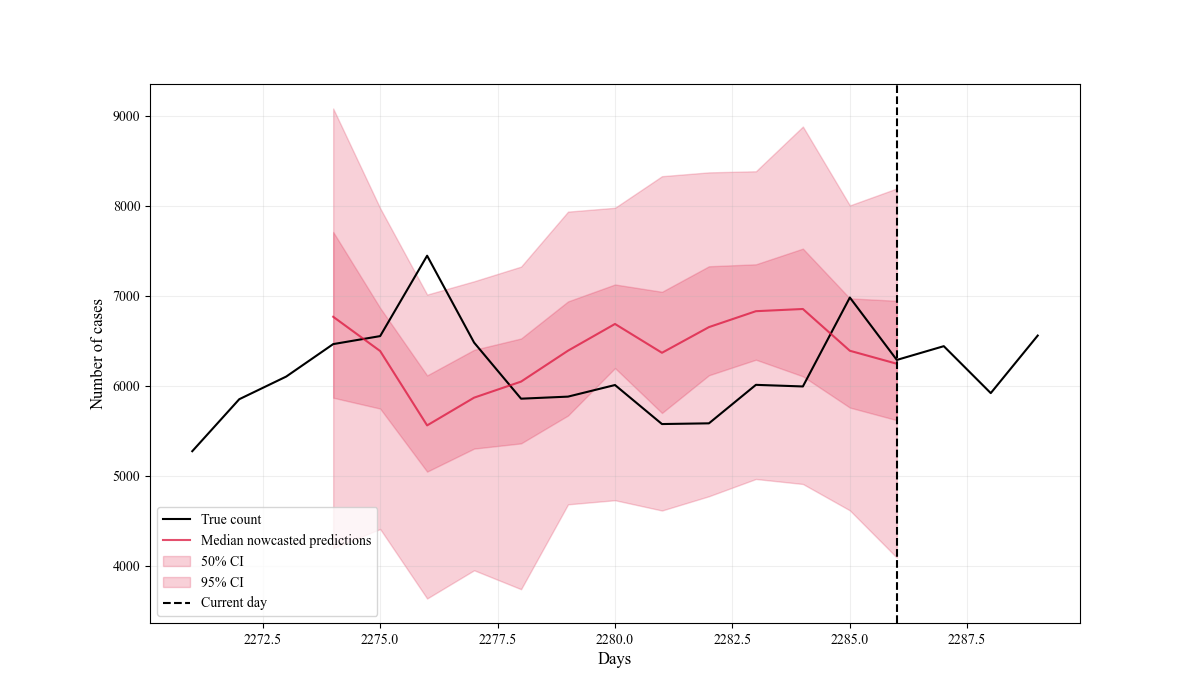 9000
8000
7000
6000
5000
4000
Number of cases
True count
Median nowcasted predictions
50% CI
95% CI
Current day
2272.5 2275.0 2277.5 2280.0 2282.5 2285.0 2287.5
Days